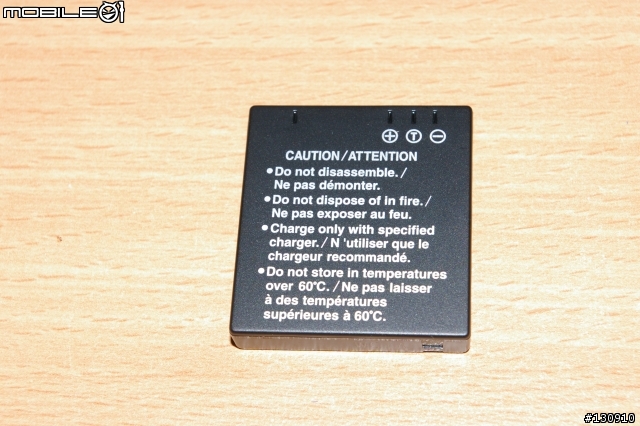 MOBILE01
+ T −
CAUTION/ATTENTION
•Do not disassemble./
Ne pas démonter.
•Do not dispose of in fire./
Ne pas exposer au feu.
•Charge only with specified
charger./N 'utiliser que le
chargeur recommandé.
•Do not store in temperatures
over 60°C./Ne pas laisser
à des températures
supérieures à 60°C.
#130910